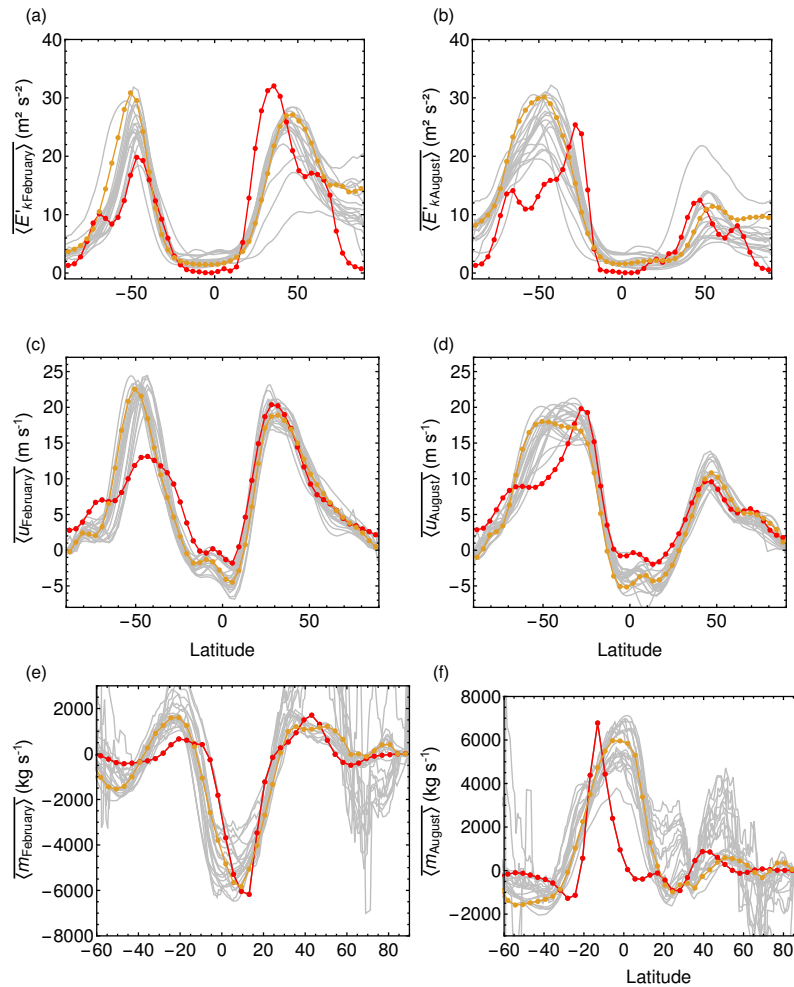 (a)
⟨E'kFebruary⟩ (m² s⁻²)
40
30
20
10
0
−50 0 50
(b)
⟨E'kAugust⟩ (m² s⁻²)
40
30
20
10
0
−50 0 50
(c)
⟨uFebruary⟩ (m s⁻¹)
25
20
15
10
5
0
−5
−50 0 50
Latitude
(d)
⟨uAugust⟩ (m s⁻¹)
25
20
15
10
5
0
−5
−50 0 50
Latitude
(e)
⟨mFebruary⟩ (kg s⁻¹)
2000
0
−2000
−4000
−6000
−8000
−60 −40 −20 0 20 40 60 80
(f)
⟨mAugust⟩ (kg s⁻¹)
8000
6000
4000
2000
0
−2000
−60 −40 −20 0 20 40 60 80
Latitude